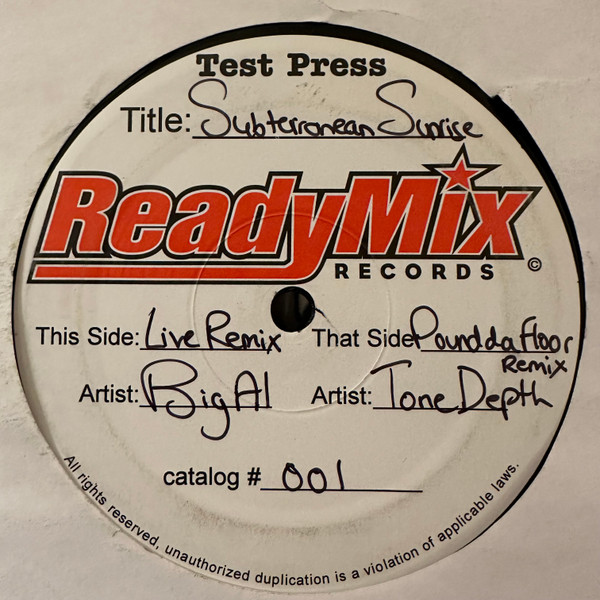 Test Press
Title: Subterranean Sunrise
ReadyMix
RECORDS ©
This Side: Live Remix That Side: Pound da floor
Remix
Artist: Big Al Artist: Tone Depth
catalog # 001
All rights reserved, unauthorized duplication is a violation of applicable laws.